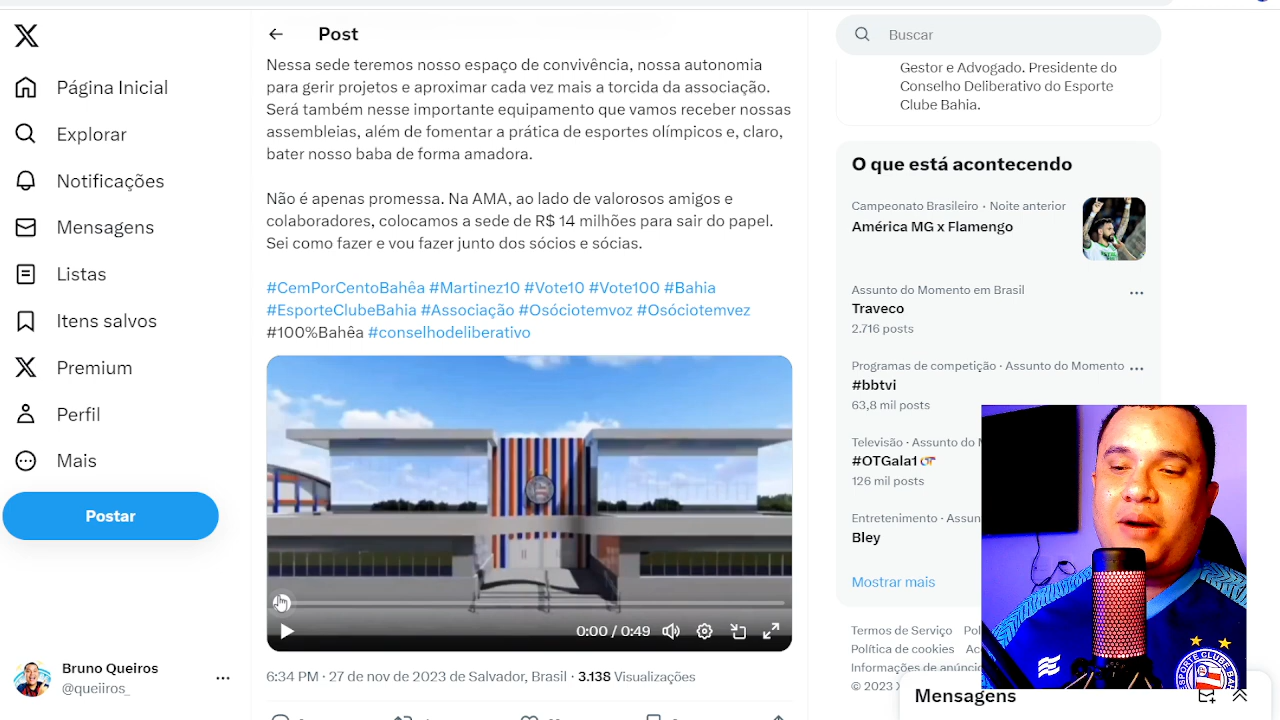 Post
Nessa sede teremos nosso espaço de convivência, nossa autonomia
para gerir projetos e aproximar cada vez mais a torcida da associação.
Será também nesse importante equipamento que vamos receber nossas
assembleias, além de fomentar a prática de esportes olímpicos e, claro,
bater nosso baba de forma amadora.
Não é apenas promessa. Na AMA, ao lado de valorosos amigos e
colaboradores, colocamos a sede de R$ 14 milhões para sair do papel.
Sei como fazer e vou fazer junto dos sócios e sócias.
#CemPorCentoBahêa #Martinez10 #Vote10 #Vote100 #Bahia
#EsporteClubeBahia #Associação #Osóciotemvoz #Osóciotemvez
#100%Bahêa #conselhodeliberativo
0:00 / 0:49
6:34 PM · 27 de nov de 2023 de Salvador, Brasil · 3.138 Visualizações
Página Inicial
Explorar
Notificações
Mensagens
Listas
Itens salvos
Premium
Perfil
Mais
Postar
Bruno Queiros
@queiiros_
Buscar
Gestor e Advogado. Presidente do
Conselho Deliberativo do Esporte
Clube Bahia.
O que está acontecendo
Campeonato Brasileiro · Noite anterior
América MG x Flamengo
Assunto do Momento em Brasil
Traveco
2.716 posts
Programas de competição · Assunto do Momento
#bbtvi
63,8 mil posts
Televisão · Assunto do
#OTGala1
126 mil posts
Entretenimento ·
Bley
Mostrar mais
Termos de Serviço
Política de cookies
Informações de
© 2023
Mensagens